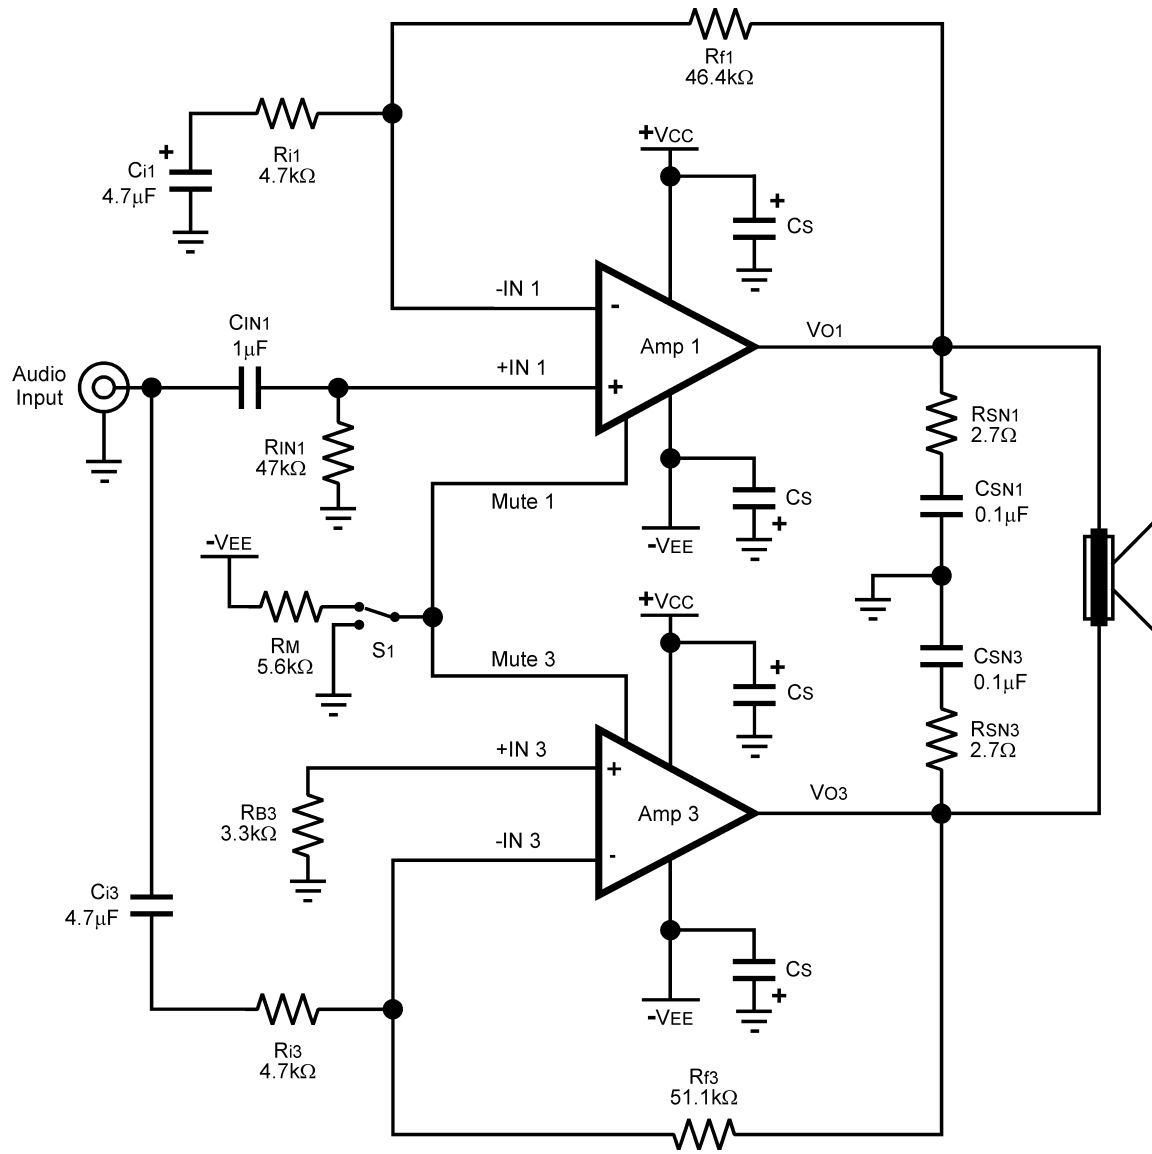 Rf1
46.4kΩ
+VCC
Ri1
4.7kΩ
+
Ci1
4.7µF
+
CS
-IN 1
-
CIN1
1µF
VO1
Amp 1
Audio
Input
+IN 1
+
RIN1
47kΩ
RSN1
2.7Ω
Mute 1
CS
+
CSN1
0.1µF
-VEE
-VEE
+VCC
RM
5.6kΩ
S1
Mute 3
+
CS
CSN3
0.1µF
RSN3
2.7Ω
+IN 3
+
VO3
RB3
3.3kΩ
Amp 3
-IN 3
-
Ci3
4.7µF
CS
+
-VEE
Ri3
4.7kΩ
Rf3
51.1kΩ